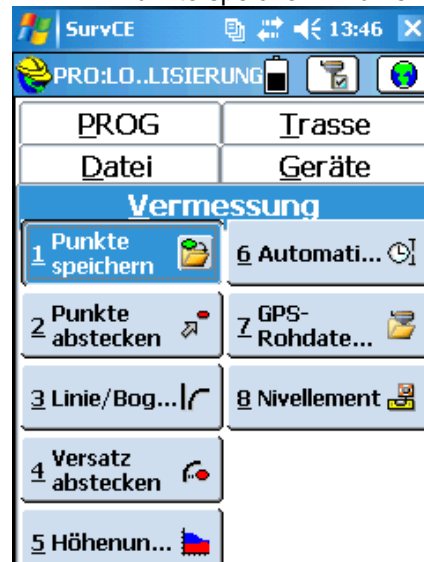 SurvCE 13:46
PRO:LO..LISIERUNG
PROG Trasse
Datei Geräte
Vermessung
1 Punkte speichern
6 Automati...
2 Punkte abstecken
7 GPS-Rohdate...
3 Linie/Bog...
8 Nivellement
4 Versatz abstecken
5 Höhenun...